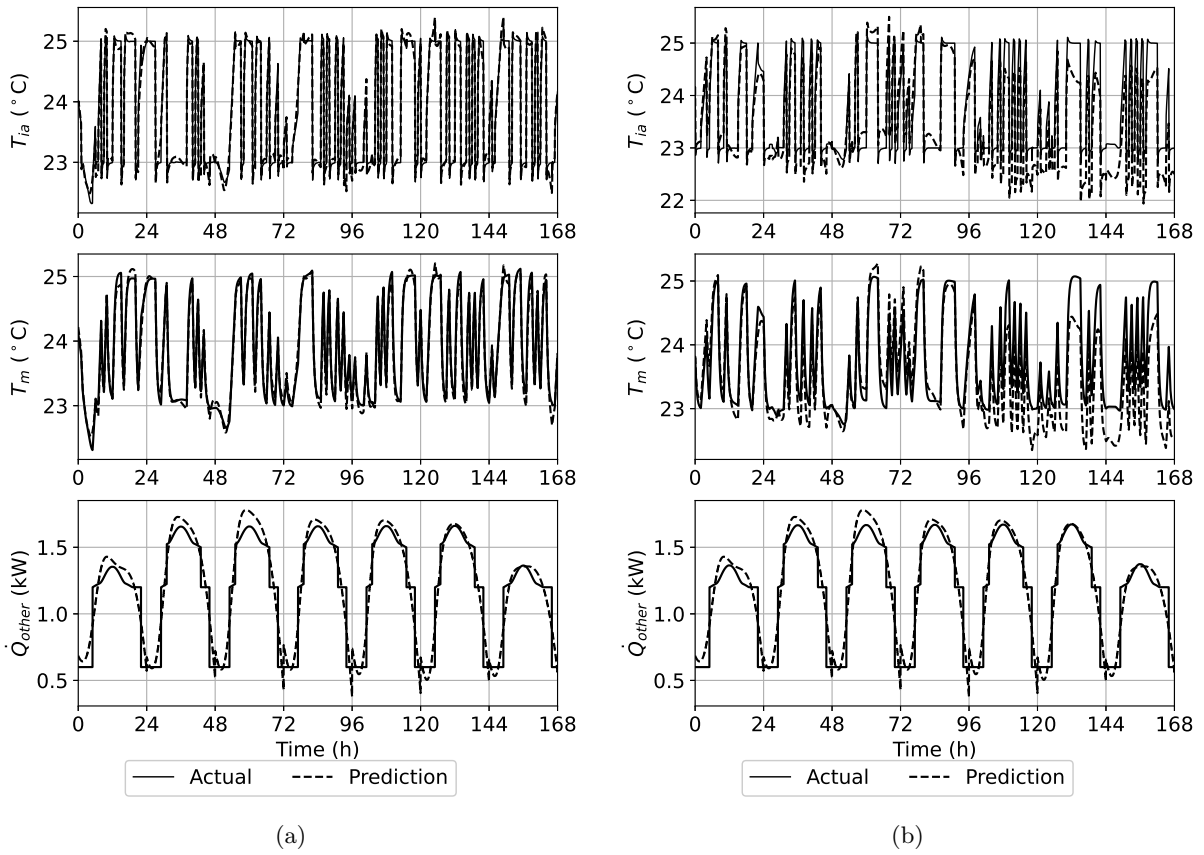 25
24
23
T_ia (°C)
0 24 48 72 96 120 144 168
25
24
23
T_m (°C)
0 24 48 72 96 120 144 168
1.5
1.0
0.5
Q̇_other (kW)
0 24 48 72 96 120 144 168
Time (h)
Actual Prediction
(a)
25
24
23
22
T_ia (°C)
0 24 48 72 96 120 144 168
25
24
23
T_m (°C)
0 24 48 72 96 120 144 168
1.5
1.0
0.5
Q̇_other (kW)
0 24 48 72 96 120 144 168
Time (h)
Actual Prediction
(b)